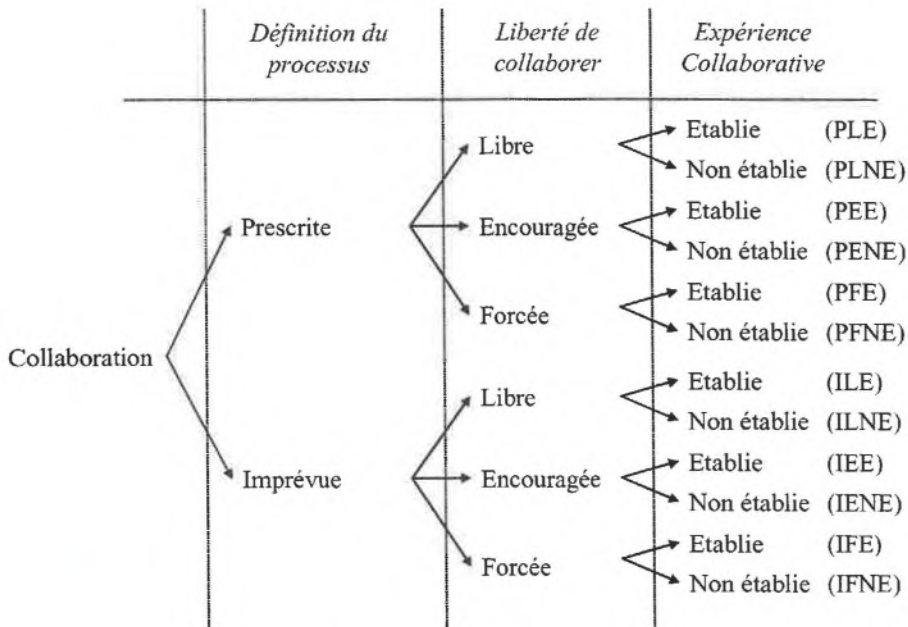 Définition du processus
Liberté de collaborer
Expérience Collaborative
Libre
Etablie (PLE)
Non établie (PLNE)
Prescrite
Encouragée
Etablie (PEE)
Non établie (PENE)
Forcée
Etablie (PFE)
Non établie (PFNE)
Collaboration
Libre
Etablie (ILE)
Non établie (ILNE)
Imprévue
Encouragée
Etablie (IEE)
Non établie (IENE)
Forcée
Etablie (IFE)
Non établie (IFNE)